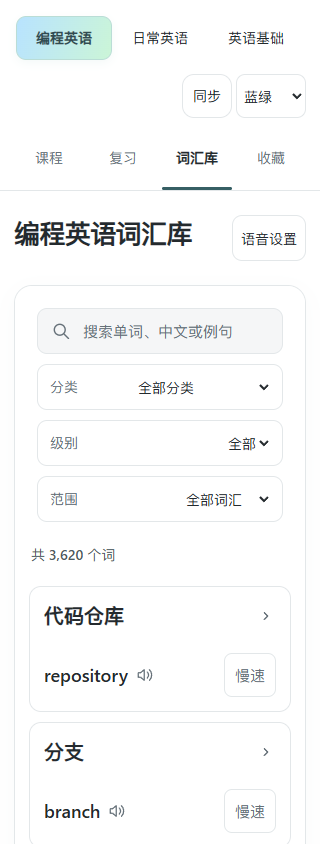 编程英语 日常英语 英语基础
同步 蓝绿
课程 复习 词汇库 收藏
编程英语词汇库 语音设置
搜索单词、中文或例句
分类 全部分类
级别 全部
范围 全部词汇
共 3,620 个词
代码仓库
repository 慢速
分支
branch 慢速